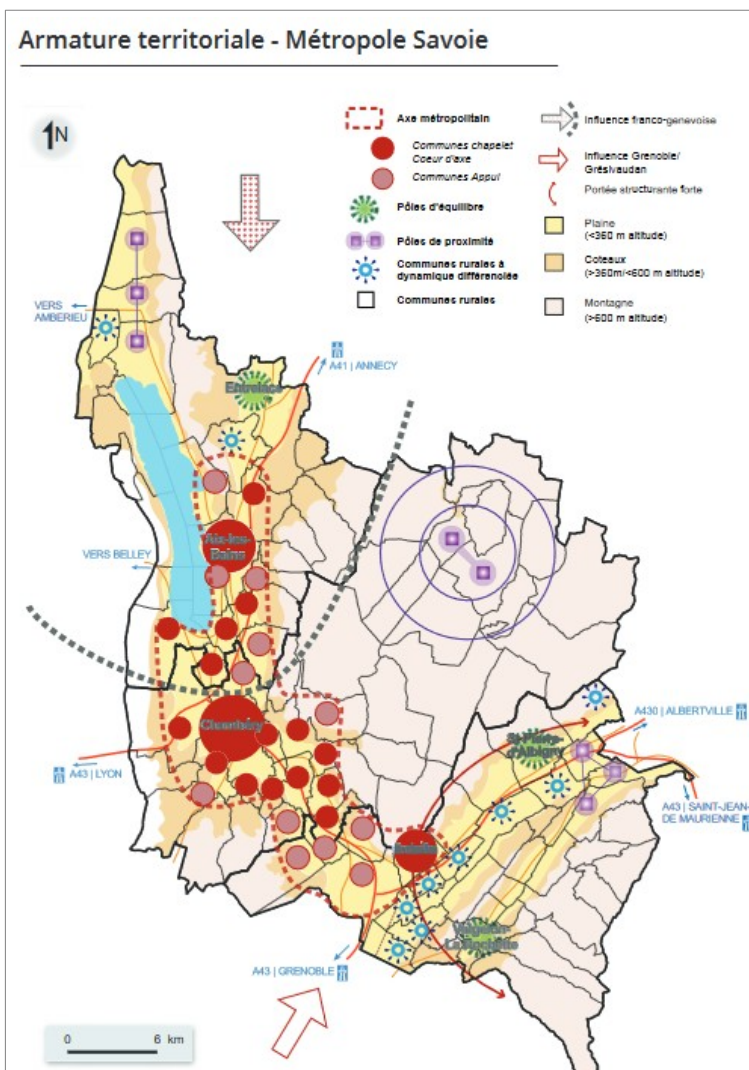 Armature territoriale - Métropole Savoie
1N
Axe métropolitain
Communes chapelet
Coeur d'axe
Communes Appui
Pôles d'équilibre
Pôles de proximité
Communes rurales à
dynamique différenciée
Communes rurales
Influence franco-genevoise
Influence Grenoble/
Grésivaudan
Portée structurante forte
Plaine
(<360 m altitude)
Coteaux
(>360m/<600 m altitude)
Montagne
(>600 m altitude)
VERS
AMBERIEU
A41 | ANNECY
Entrelacs
Aix-les-
Bains
VERS BELLEY
Chambéry
A43 | LYON
St-Pierre-
d'Albigny
A430 | ALBERTVILLE
A43 | SAINT-JEAN-
DE MAURIENNE
Valgelon-
La Rochette
A43 | GRENOBLE
0 6 km